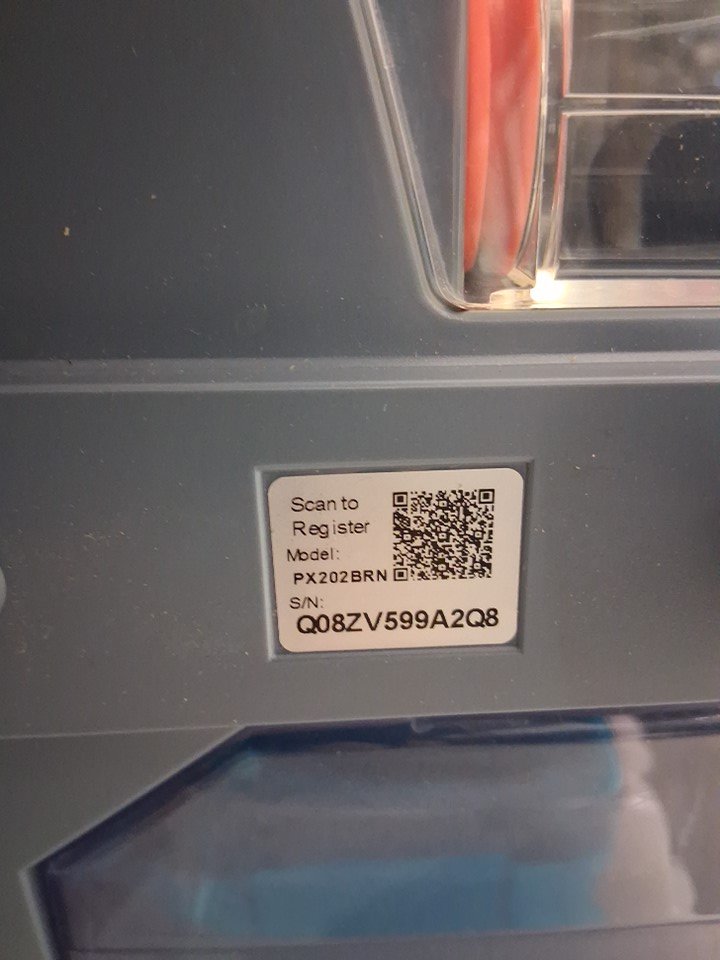 Scan to
Register
Model:
PX202BRN
S/N:
Q08ZV599A2Q8